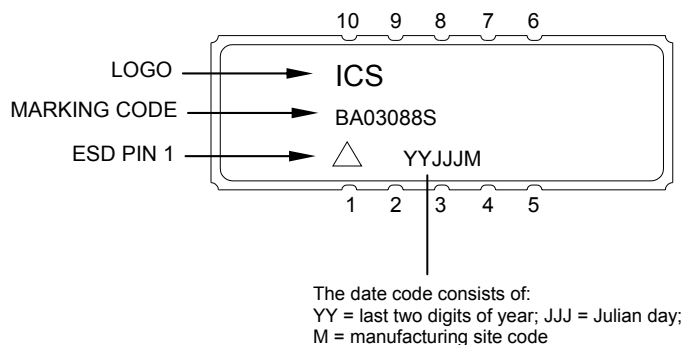 10 9 8 7 6
LOGO ICS
MARKING CODE BA03088S
ESD PIN 1 YYJJJM
1 2 3 4 5
The date code consists of:
YY = last two digits of year; JJJ = Julian day;
M = manufacturing site code